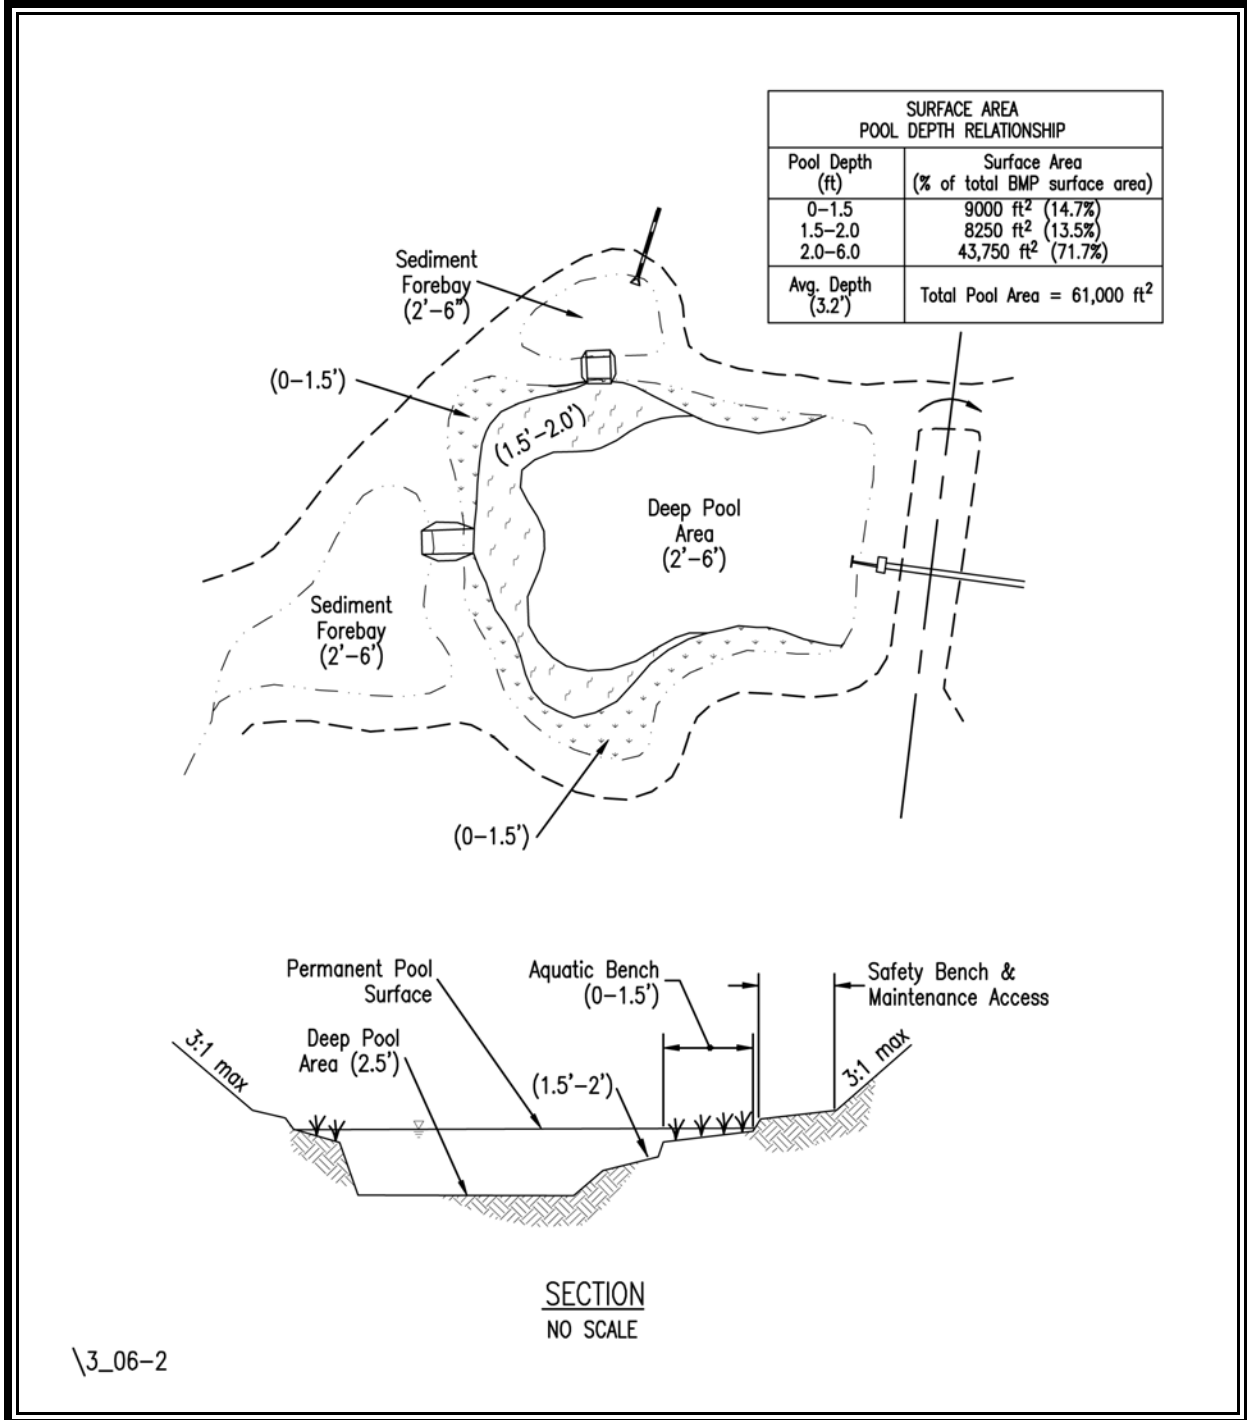 SURFACE AREA
POOL DEPTH RELATIONSHIP
Pool Depth
(ft)
Surface Area
(% of total BMP surface area)
0-1.5
9000 ft² (14.7%)
1.5-2.0
8250 ft² (13.5%)
2.0-6.0
43,750 ft² (71.7%)
Avg. Depth
(3.2')
Total Pool Area = 61,000 ft²
Sediment
Forebay
(2'-6")
(0-1.5')
(1.5'-2.0')
Deep Pool
Area
(2'-6')
Sediment
Forebay
(2'-6')
(0-1.5')
Permanent Pool
Surface
Aquatic Bench
(0-1.5')
Safety Bench &
Maintenance Access
3:1 max
Deep Pool
Area (2.5')
(1.5'-2')
3:1 max
SECTION
NO SCALE
\3_06-2